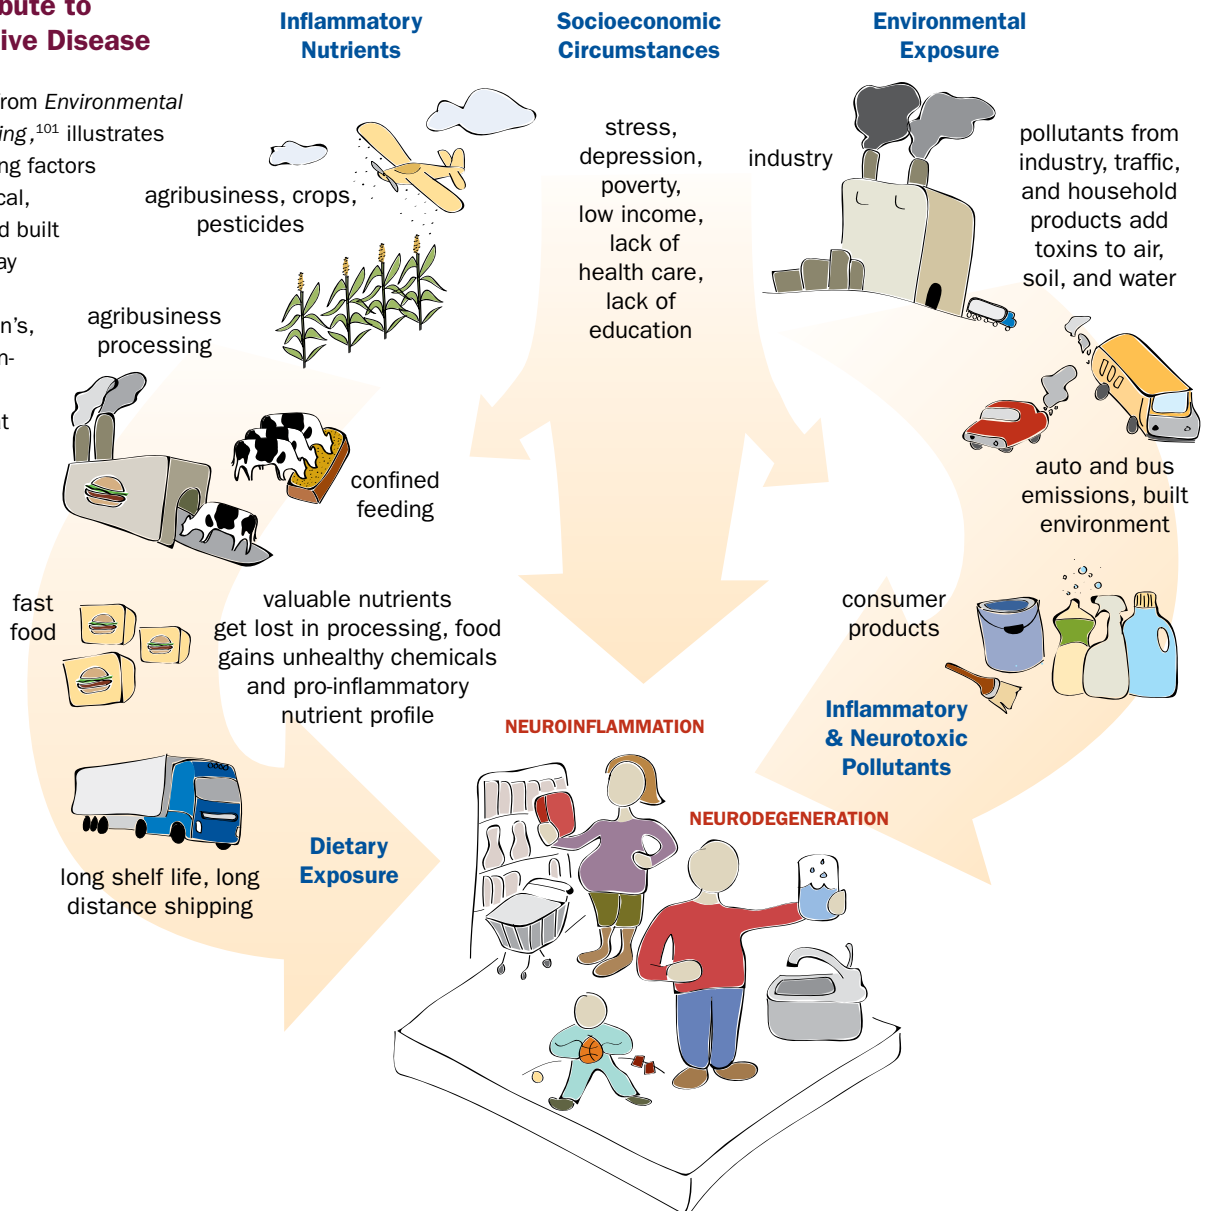 bute to
ive Disease
from Environmental
ing,101 illustrates
ng factors
cal,
d built
ay
n's,
n-
t
Inflammatory
Nutrients
agribusiness, crops,
pesticides
agribusiness
processing
confined
feeding
fast
food
valuable nutrients
get lost in processing, food
gains unhealthy chemicals
and pro-inflammatory
nutrient profile
long shelf life, long
distance shipping
Dietary
Exposure
Socioeconomic
Circumstances
stress,
depression,
poverty,
low income,
lack of
health care,
lack of
education
Environmental
Exposure
industry
pollutants from
industry, traffic,
and household
products add
toxins to air,
soil, and water
auto and bus
emissions, built
environment
consumer
products
Inflammatory
& Neurotoxic
Pollutants
NEUROINFLAMMATION
NEURODEGENERATION